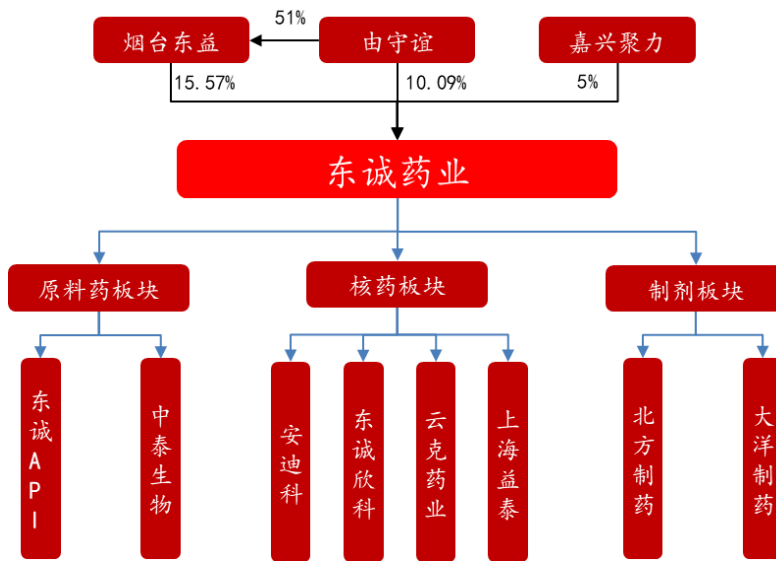 51%
烟台东益
由守谊
嘉兴聚力
15.57%
10.09%
5%
东诚药业
原料药板块
核药板块
制剂板块
东诚API
中泰生物
安迪科
东诚欣科
云克药业
上海益泰
北方制药
大洋制药